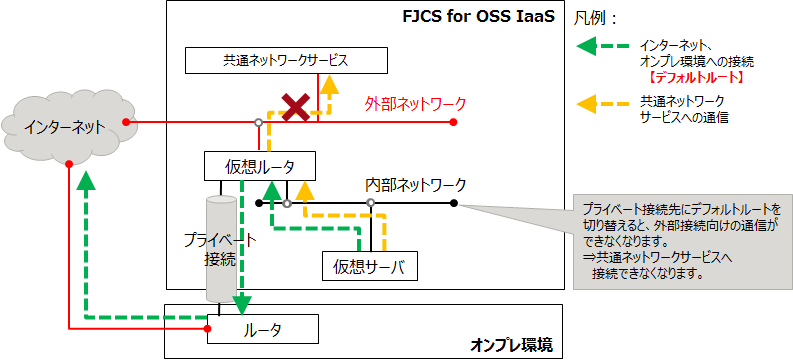 FJCS for OSS IaaS
共通ネットワークサービス
外部ネットワーク
インターネット
仮想ルータ
内部ネットワーク
プライベート
接続
仮想サーバ
ルータ
オンプレ環境
凡例：
インターネット、
オンプレ環境への接続
【デフォルトルート】
共通ネットワーク
サービスへの通信
プライベート接続先にデフォルトルートを
切り替えると、外部接続向けの通信が
できなくなります。
⇒共通ネットワークサービスへ
接続できなくなります。